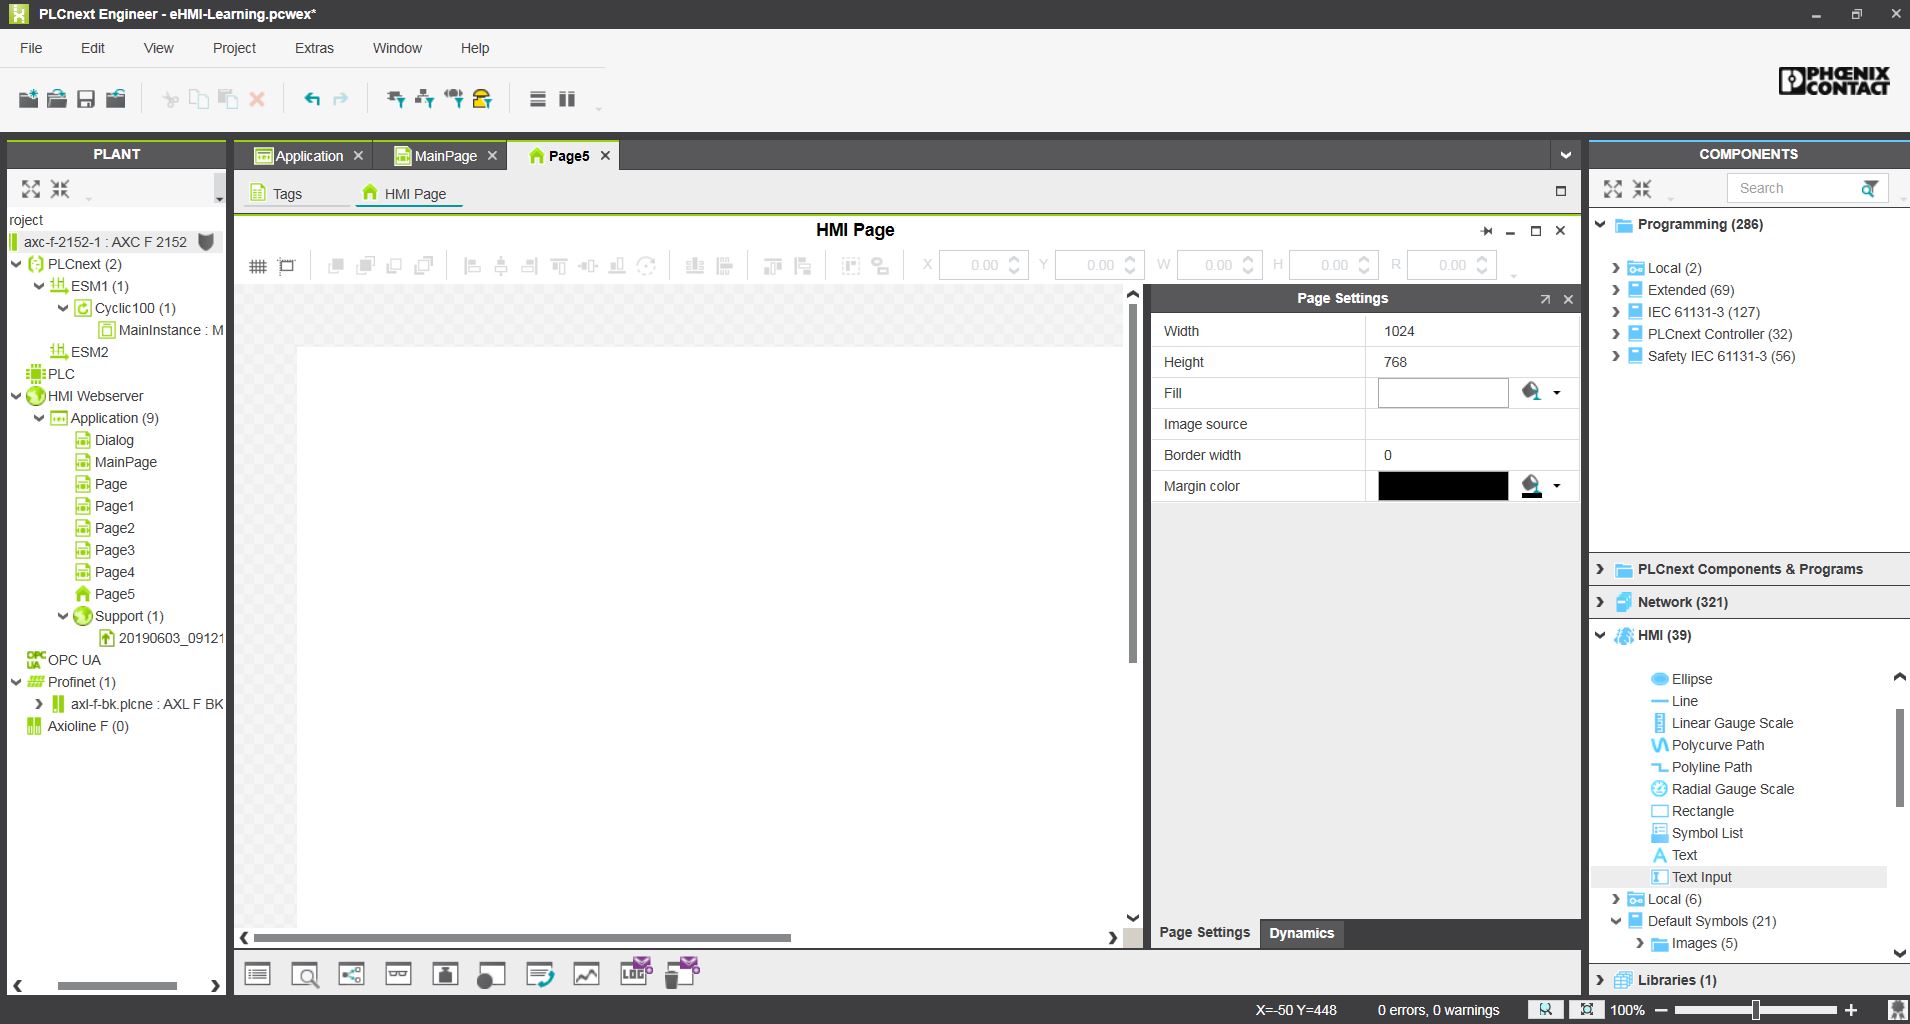 PLCnext Engineer - eHMI-Learning.pcwex*
File Edit View Project Extras Window Help
PHŒNIX
CONTACT
PLANT
roject
axc-f-2152-1 : AXC F 2152
PLCnext (2)
ESM1 (1)
Cyclic100 (1)
MainInstance : M
ESM2
PLC
HMI Webserver
Application (9)
Dialog
MainPage
Page
Page1
Page2
Page3
Page4
Page5
Support (1)
20190603_09121
OPC UA
OPC UA
Profinet (1)
axl-f-bk.plcne : AXL F BK
Axioline F (0)
Application MainPage Page5
Tags HMI Page
HMI Page
X 0.00 Y 0.00 W 0.00 H 0.00 R 0.00
Page Settings
Width 1024
Height 768
Fill
Image source
Border width 0
Margin color
Page Settings Dynamics
LOG
COMPONENTS
Search
Programming (286)
Local (2)
Extended (69)
IEC 61131-3 (127)
PLCnext Controller (32)
Safety IEC 61131-3 (56)
PLCnext Components & Programs
Network (321)
HMI (39)
Ellipse
Line
Linear Gauge Scale
Polycurve Path
Polyline Path
Radial Gauge Scale
Rectangle
Symbol List
Text
Text Input
Local (6)
Default Symbols (21)
Images (5)
Libraries (1)
X=-50 Y=448 0 errors, 0 warnings 100%